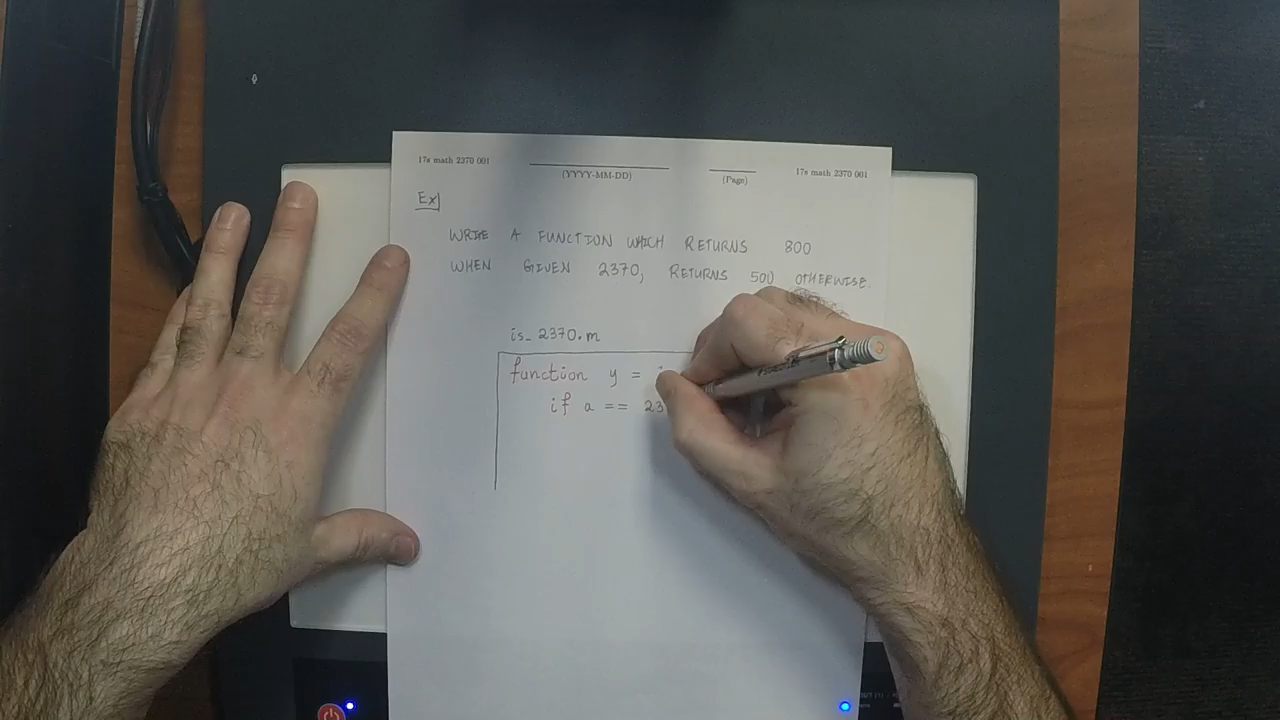 17s math 2370 001
(YYYY-MM-DD)
(Page)
17s math 2370 001
Ex
WRITE A FUNCTION WHICH RETURNS 800
WHEN GIVEN 2370, RETURNS 500 OTHERWISE.
is_2370.m
function y =
if a == 23